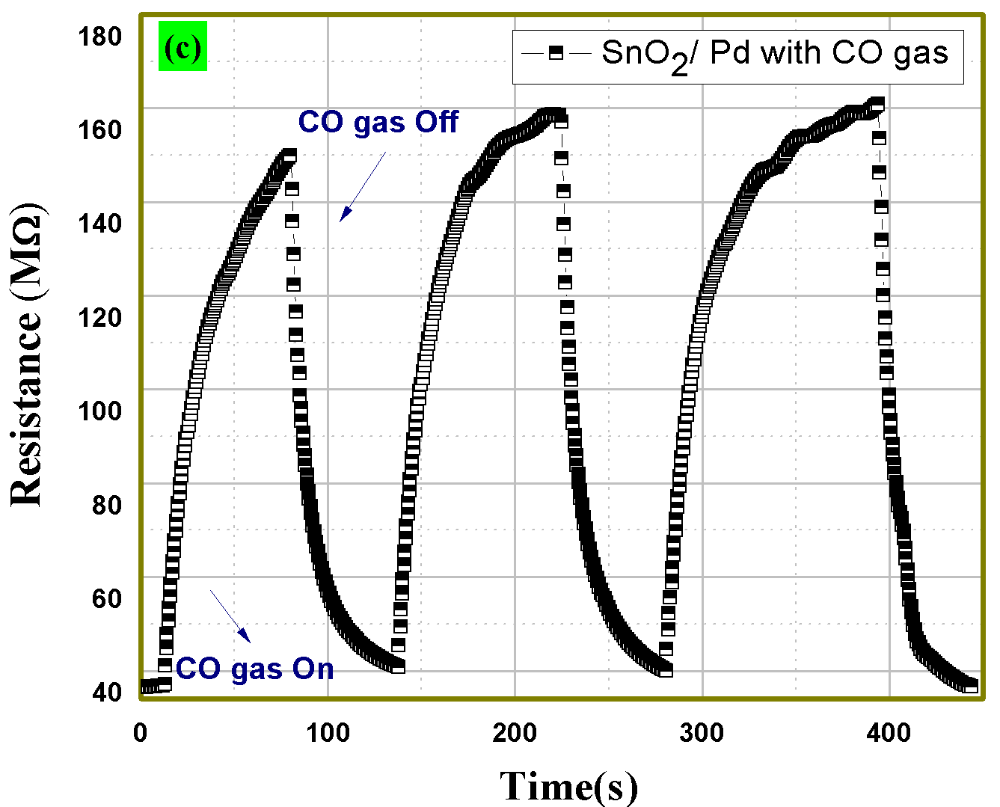 (c)
SnO2/ Pd with CO gas
CO gas Off
CO gas On
Resistance (MΩ)
180
160
140
120
100
80
60
40
0 100 200 300 400
Time(s)